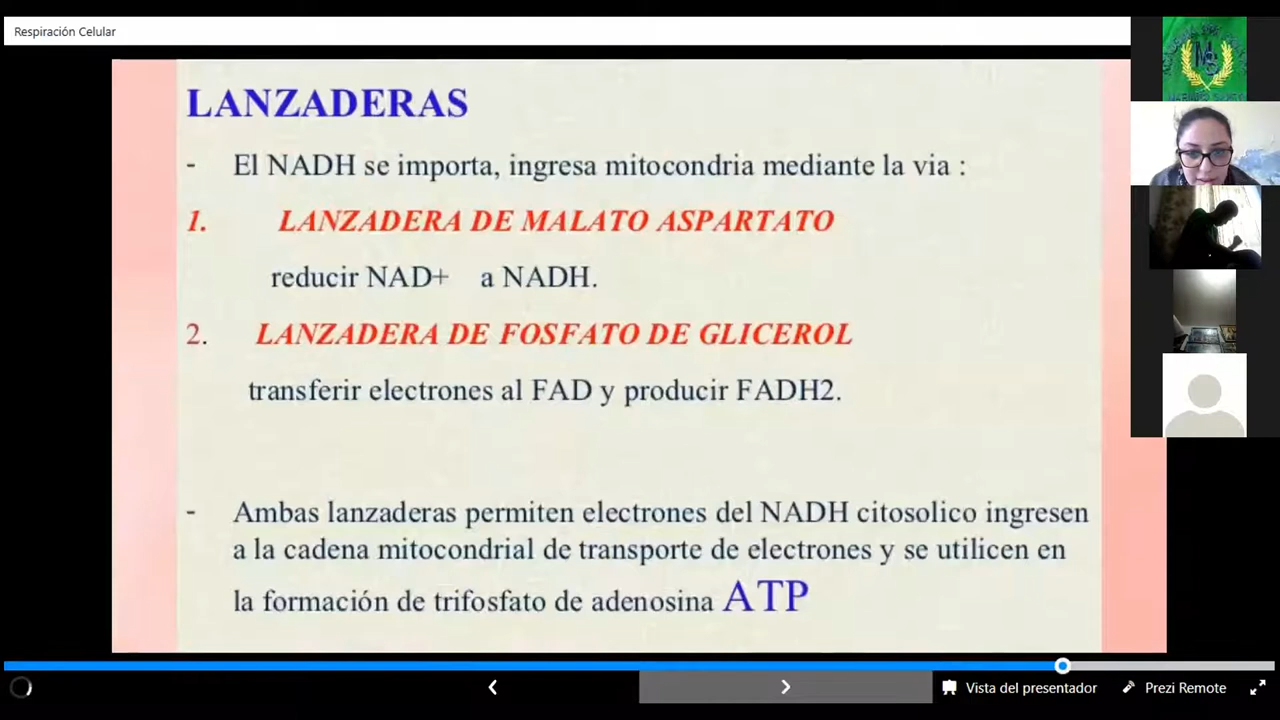 Respiración Celular
LANZADERAS
- El NADH se importa, ingresa mitocondria mediante la via :
1. LANZADERA DE MALATO ASPARTATO
reducir NAD+ a NADH.
2. LANZADERA DE FOSFATO DE GLICEROL
transferir electrones al FAD y producir FADH2.
- Ambas lanzaderas permiten electrones del NADH citosolico ingresen
a la cadena mitocondrial de transporte de electrones y se utilicen en
la formación de trifosfato de adenosina ATP
Vista del presentador
Prezi Remote